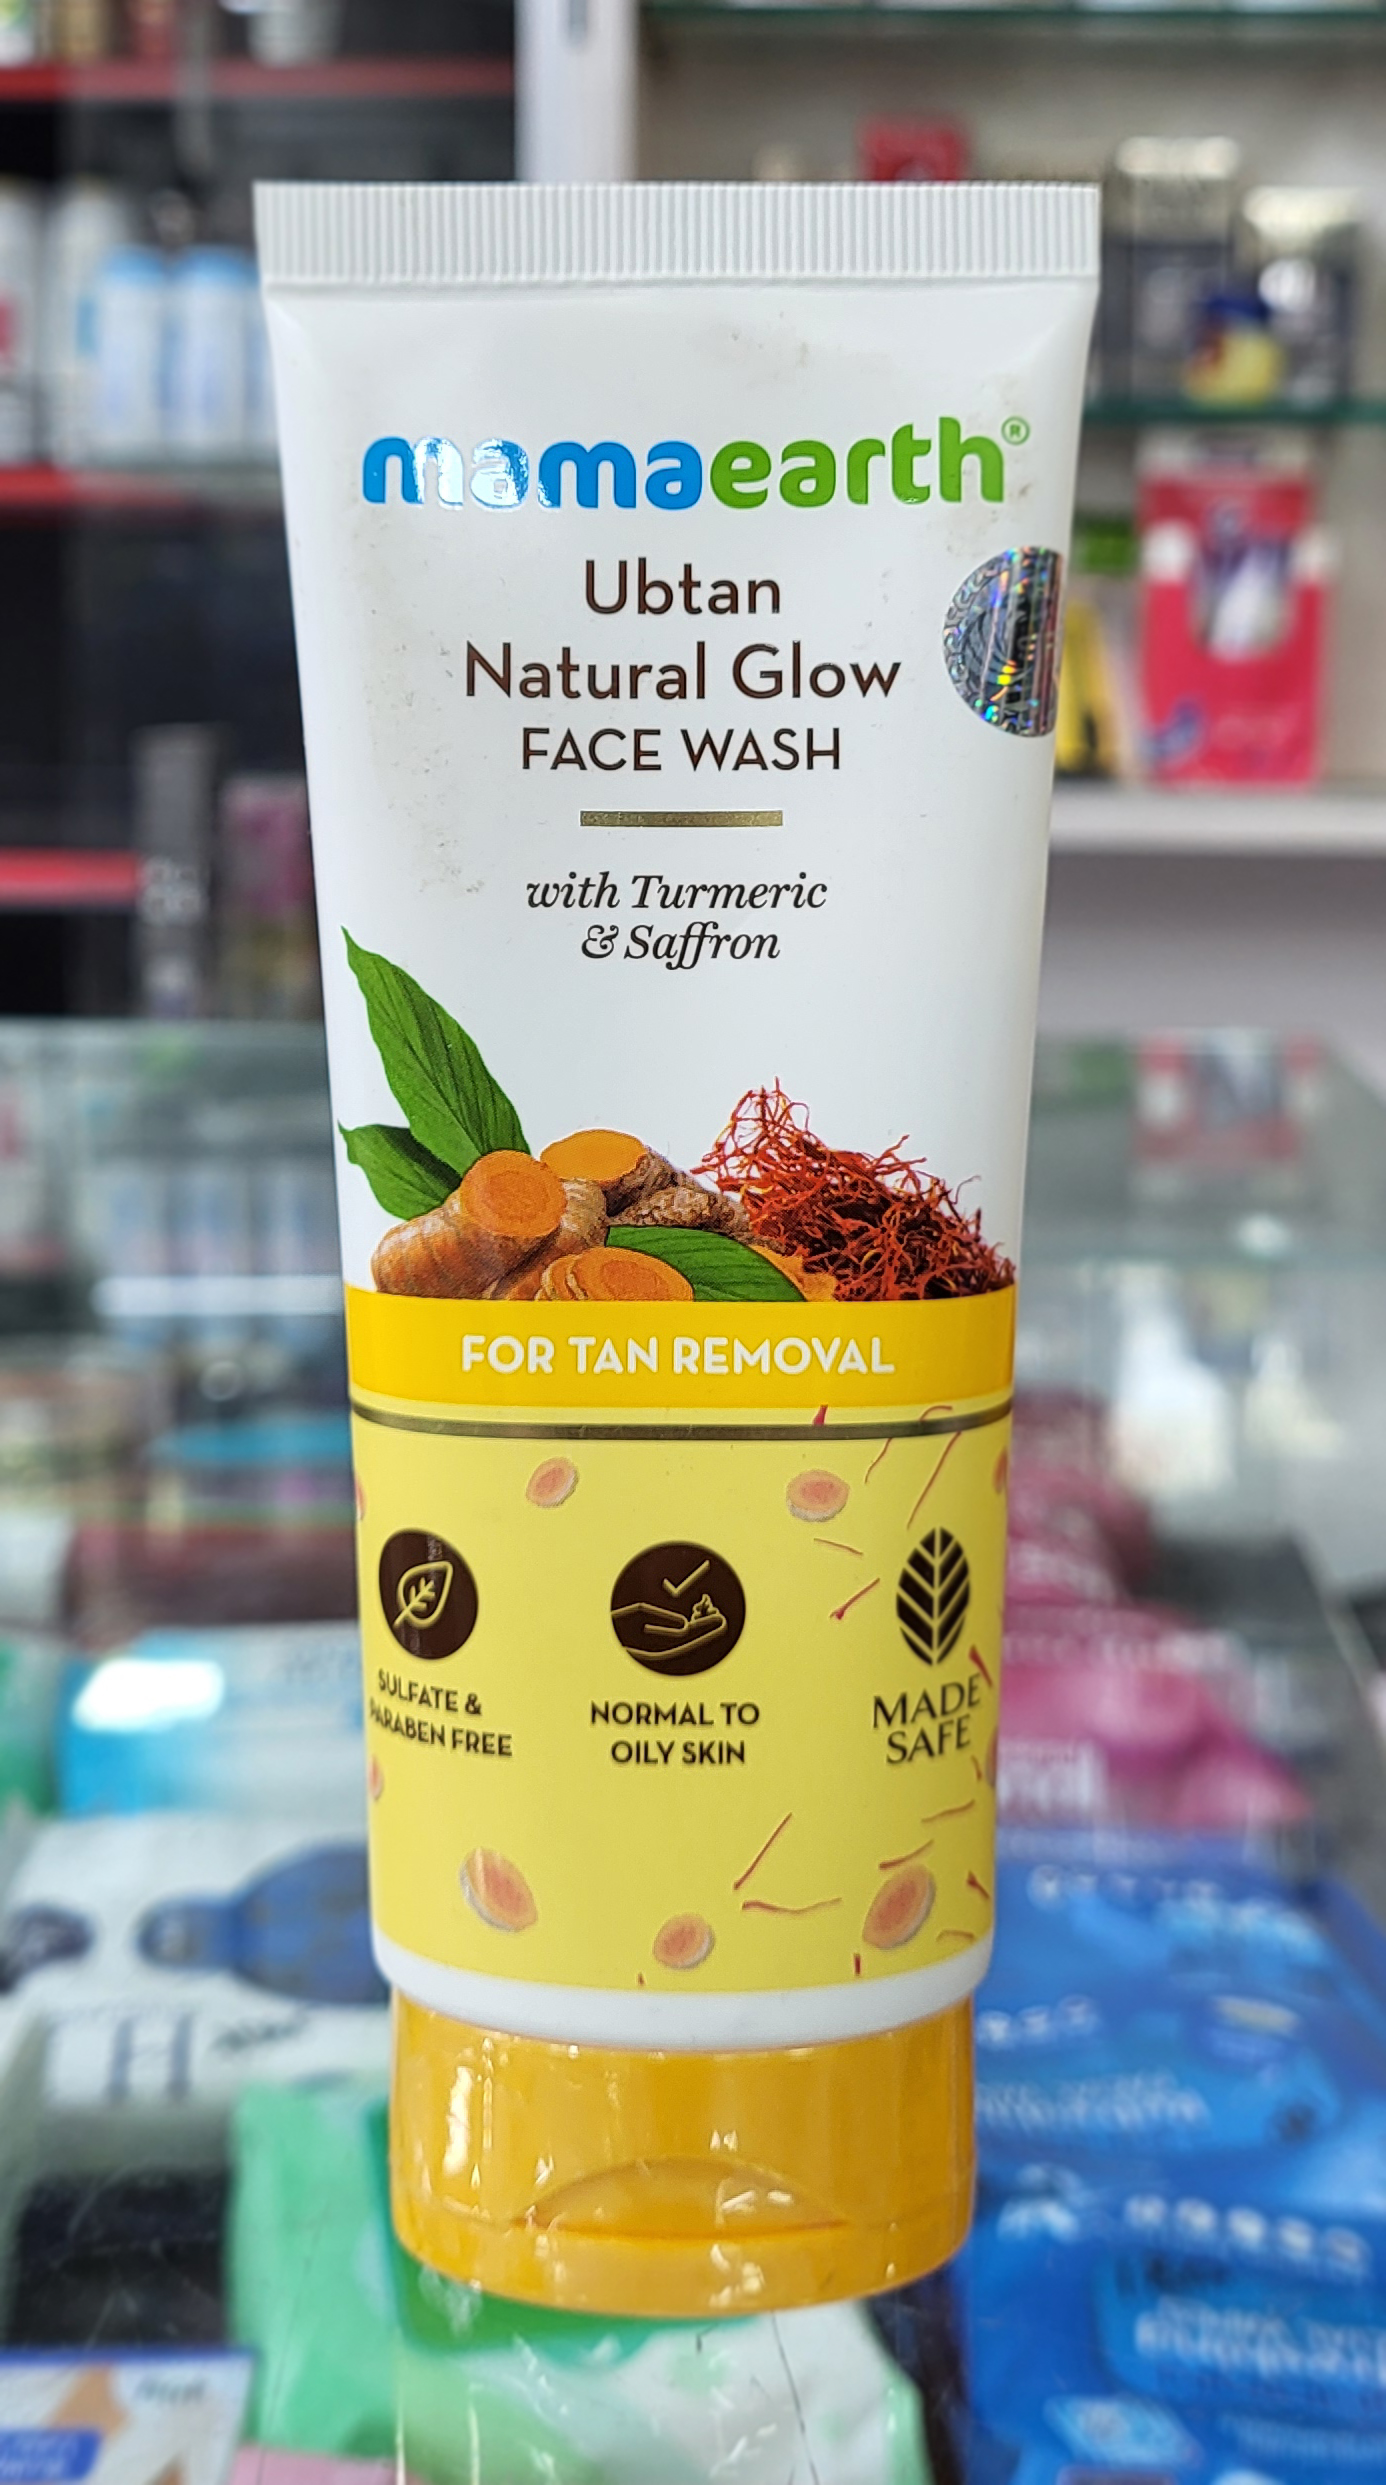 mamaearth®
Ubtan
Natural Glow
FACE WASH
with Turmeric
& Saffron
FOR TAN REMOVAL
SULFATE &
PARABEN FREE
NORMAL TO
OILY SKIN
MADE
SAFE